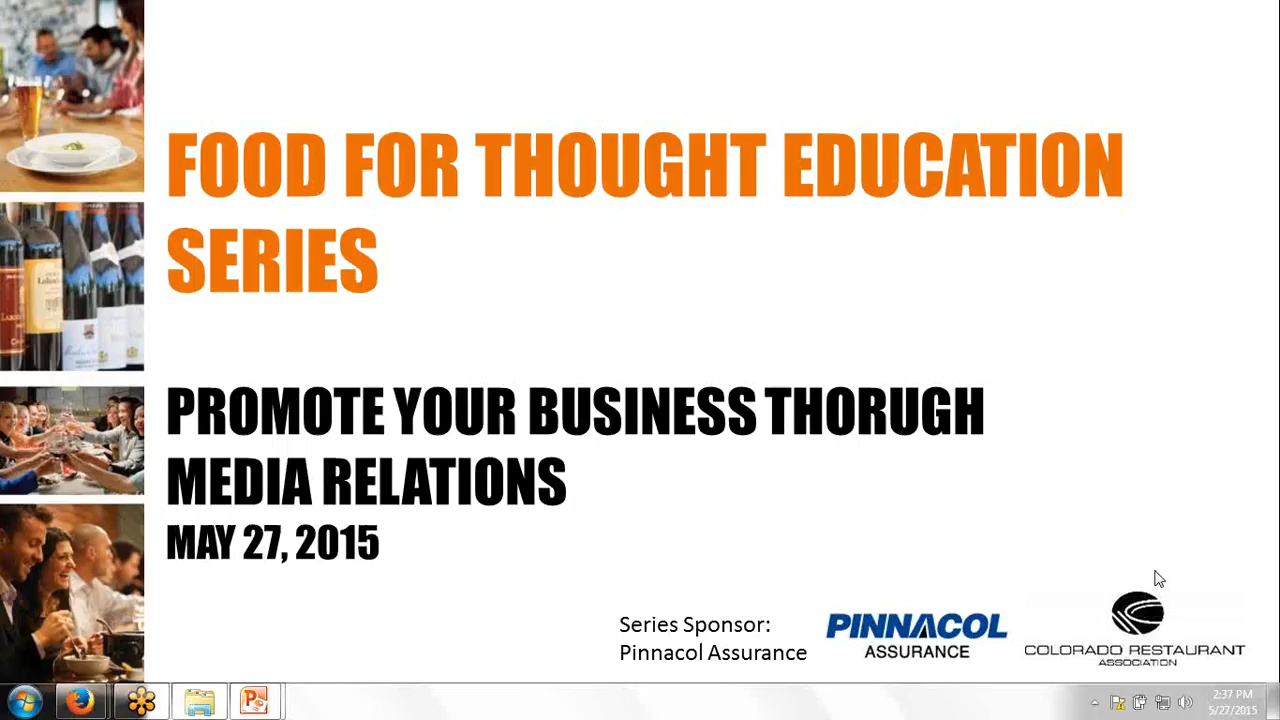 FOOD FOR THOUGHT EDUCATION
SERIES
PROMOTE YOUR BUSINESS THORUGH
MEDIA RELATIONS
MAY 27, 2015
Series Sponsor:
Pinnacol Assurance
PINNACOL
ASSURANCE
COLORADO RESTAURANT
ASSOCIATION
2:37 PM
5/27/2015